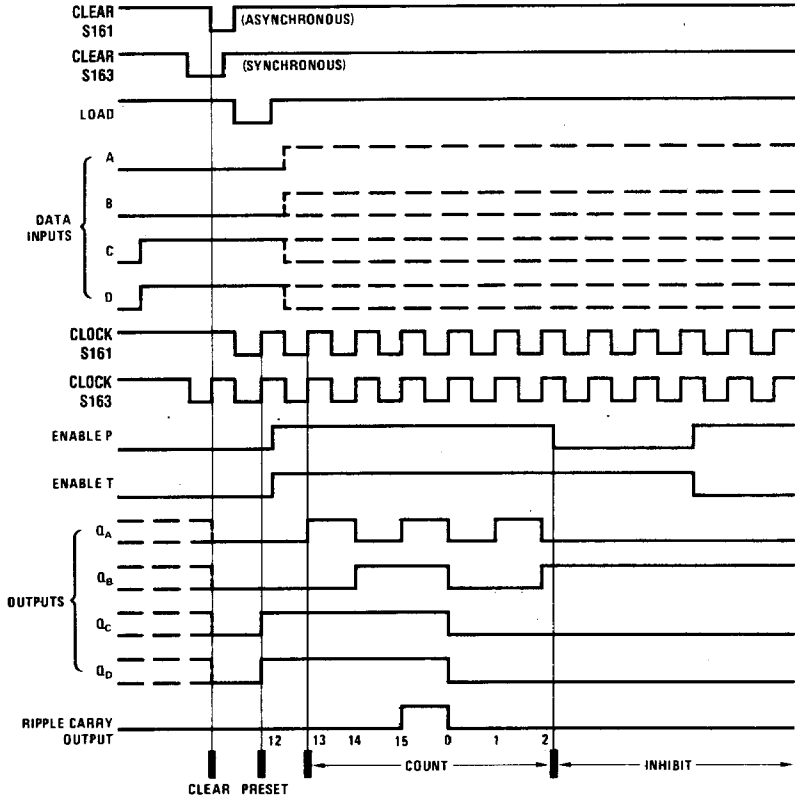 CLEAR
S161
(ASYNCHRONOUS)
CLEAR
S163
(SYNCHRONOUS)
LOAD
DATA
INPUTS
A
B
C
D
CLOCK
S161
CLOCK
S163
ENABLE P
ENABLE T
OUTPUTS
QA
QB
QC
QD
RIPPLE CARRY
OUTPUT
12 13 14 15 0 1 2
COUNT
INHIBIT
CLEAR PRESET